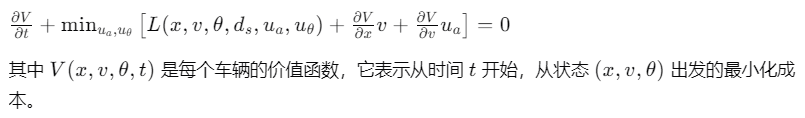 $\frac{\partial V}{\partial t} + \min_{u_a, u_\theta} \left[ L(x, v, \theta, d_s, u_a, u_\theta) + \frac{\partial V}{\partial x} v + \frac{\partial V}{\partial v} u_a \right] = 0$
其中 $V(x, v, \theta, t)$ 是每个车辆的价值函数，它表示从时间 $t$ 开始，从状态 $(x, v, \theta)$ 出发的最小化成
本。